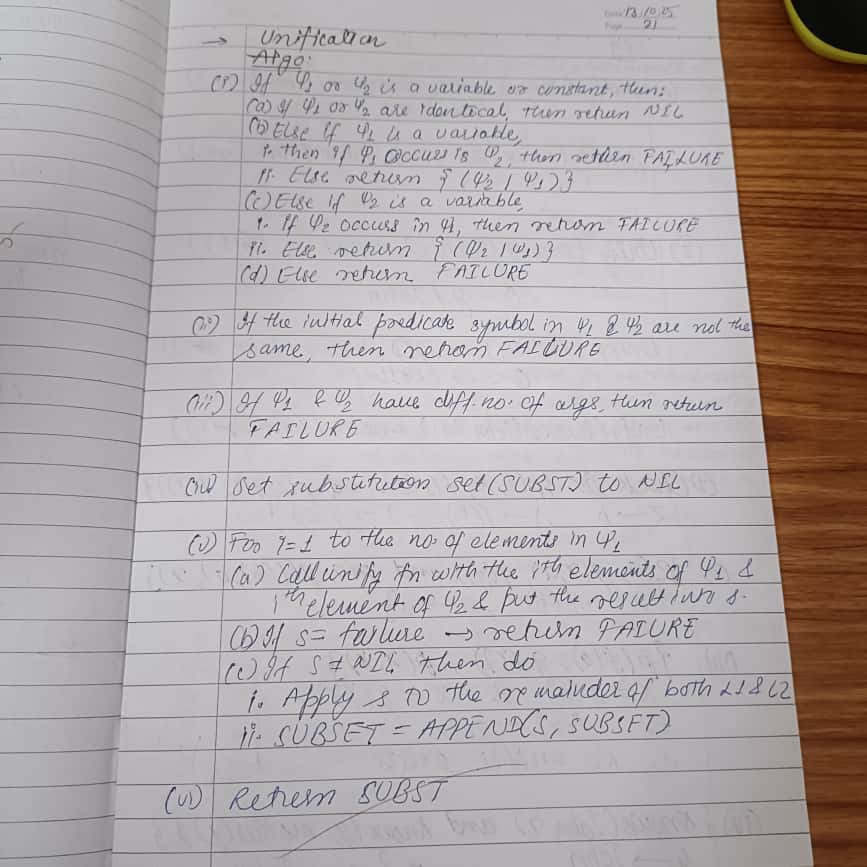 Date 13/10/25
Page 21
→ Unification
Algo:
(i) If Ψ1 or Ψ2 is a variable or constant, then:
(a) If Ψ1 or Ψ2 are identical, then return NIL
(b) Else if Ψ1 is a variable,
i. then if Ψ1 occurs is Ψ2, then return FAILURE
ii. Else return {(Ψ2 / Ψ1)}
(c) Else if Ψ2 is a variable,
i. If Ψ2 occuss in Ψ1, then return FAILURE
ii. Else return {(Ψ2 / Ψ1)}
(d) Else return FAILURE
(ii) If the initial predicate symbol in Ψ1 & Ψ2 are not the
same, then return FAILURE
(iii) If Ψ1 & Ψ2 have diff. no. of args, then return
FAILURE
(iv) Set substitution set(SUBST) to NIL
(v) For i=1 to the no. of elements in Ψ1
(a) Call unify fn with the ith elements of Ψ1 &
ith element of Ψ2 & put the result into s.
(b) If s = failure → return FAIURE
(c) If S ≠ NIL then do
i. Apply s to the remainder of both L1 & L2
ii. SUBSET = APPEND(S, SUBSET)
(vi) Return SUBST